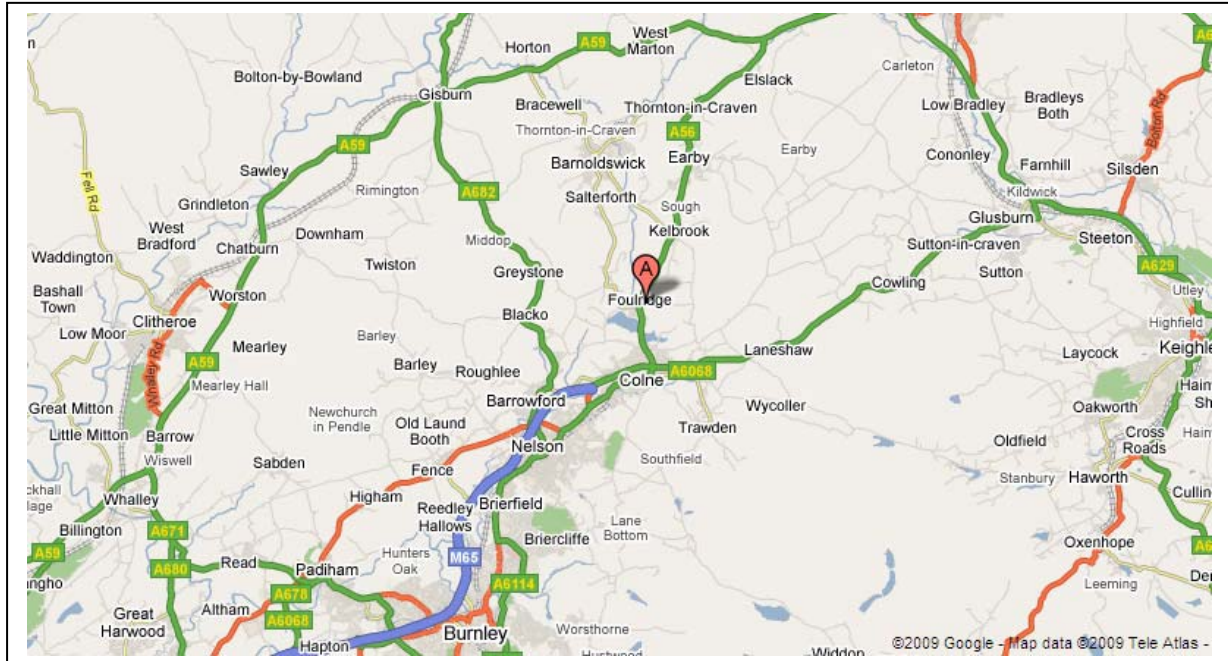 West
Marton
A59
Horton
A6
Carleton
Bolton-by-Bowland
Elslack
Gisburn
Bracewell
Thornton-in-Craven
Low Bradley
Bradleys
Both
Bolton Rd
Thornton-in-Craven
A56
A59
Barnoldswick
Earby
Earby
Cononley
Farnhill
Silsden
Sawley
Fell Rd
Rimington
A682
Salterforth
Kildwick
Grindleton
Sough
Glusburn
West
Bradford
Downham
Middop
Kelbrook
Steeton
Chatburn
Sutton-in-craven
Waddington
Twiston
Greystone
A
Sutton
A629
Bashall
Town
Worston
Foulridge
Cowling
Utley
Clitheroe
Blacko
Highfield
Low Moor
Barley
Mearley
Laneshaw
Keighle
A59
Barley
Roughlee
Colne
A6068
Laycock
Whalley Rd
Mearley Hall
Hai
Sh
Great Mitton
Newchurch
in Pendle
Barrowford
Wycoller
Oakworth
Old Laund
Booth
Trawden
Little Mitton
Barrow
Nelson
Oldfield
Cross
Roads
Hain
Wiswell
Sabden
Fence
Southfield
Stanbury
Haworth
Whalley
Higham
Reedley
Hallows
Brierfield
Cullin
Billington
A671
Lane
Bottom
Briercliffe
Oxenhope
A59
M65
Hunters
Oak
A6
Read
A680
Padiham
A6114
Leeming
A678
Altham
Great
Harwood
A6068
Burnley
Worsthorne
Hapton
Widdop
©2009 Google - Map data ©2009 Tele Atlas -